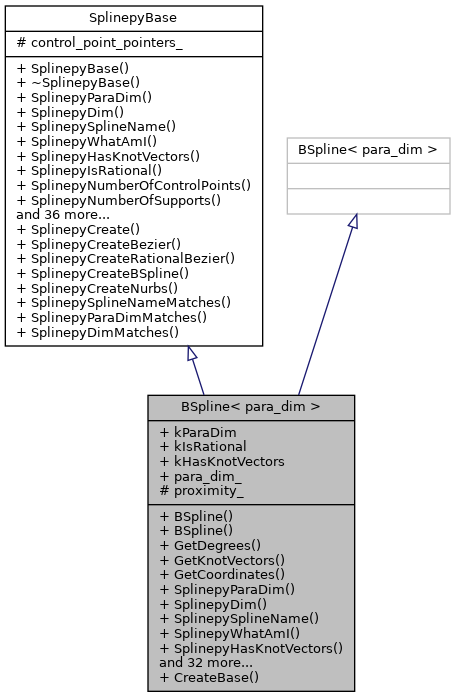 SplinepyBase
# control_point_pointers_
+ SplinepyBase()
+ ~SplinepyBase()
+ SplinepyParaDim()
+ SplinepyDim()
+ SplinepySplineName()
+ SplinepyWhatAmI()
+ SplinepyHasKnotVectors()
+ SplinepyIsRational()
+ SplinepyNumberOfControlPoints()
+ SplinepyNumberOfSupports()
and 36 more...
+ SplinepyCreate()
+ SplinepyCreateBezier()
+ SplinepyCreateRationalBezier()
+ SplinepyCreateBSpline()
+ SplinepyCreateNurbs()
+ SplinepySplineNameMatches()
+ SplinepyParaDimMatches()
+ SplinepyDimMatches()
BSpline< para_dim >
BSpline< para_dim >
+ kParaDim
+ kIsRational
+ kHasKnotVectors
+ para_dim_
# proximity_
+ BSpline()
+ BSpline()
+ GetDegrees()
+ GetKnotVectors()
+ GetCoordinates()
+ SplinepyParaDim()
+ SplinepyDim()
+ SplinepySplineName()
+ SplinepyWhatAmI()
+ SplinepyHasKnotVectors()
and 32 more...
+ CreateBase()